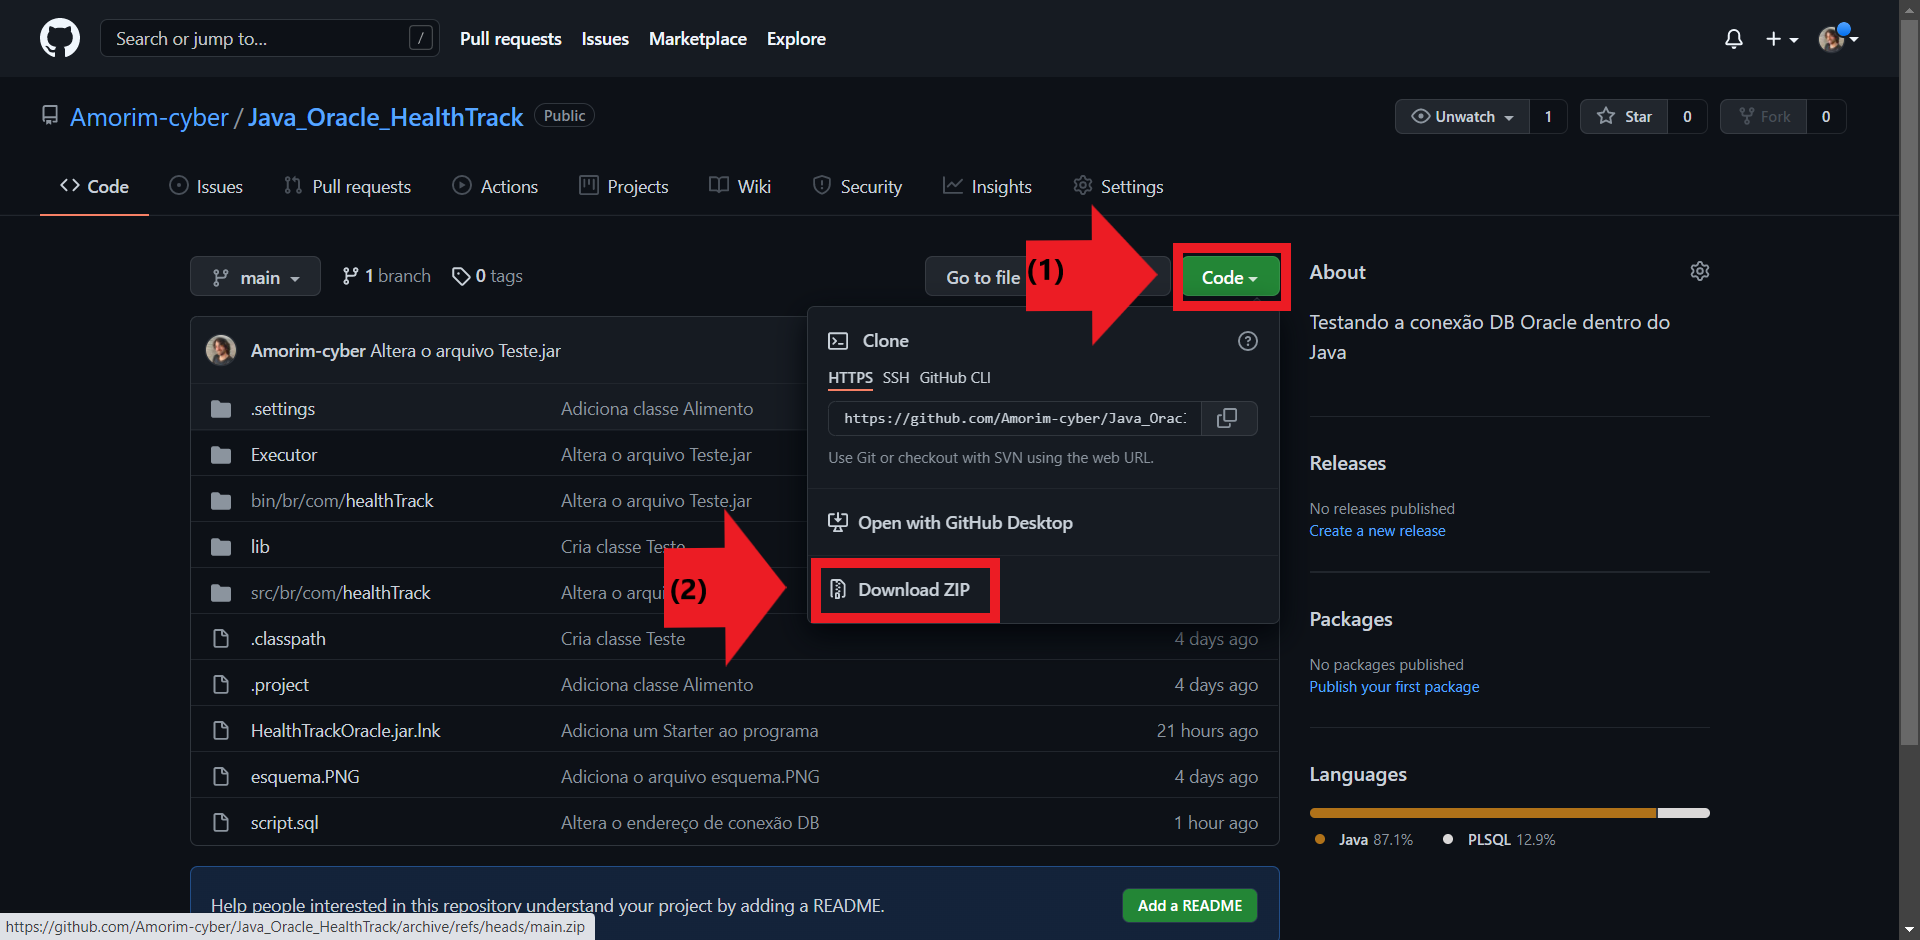 Search or jump to... /
Pull requests Issues Marketplace Explore
Amorim-cyber / Java_Oracle_HealthTrack Public
Unwatch 1 Star 0 Fork 0
Code Issues Pull requests Actions Projects Wiki Security Insights Settings
main 1 branch 0 tags
Go to file (1) Code
Amorim-cyber Altera o arquivo Teste.jar
.settings Adiciona classe Alimento
Executor Altera o arquivo Teste.jar
bin/br/com/healthTrack Altera o arquivo Teste.jar
lib Cria classe Teste
src/br/com/healthTrack Altera o arqui
(2)
.classpath Cria classe Teste 4 days ago
.project Adiciona classe Alimento 4 days ago
HealthTrackOracle.jar.lnk Adiciona um Starter ao programa 21 hours ago
esquema.PNG Adiciona o arquivo esquema.PNG 4 days ago
script.sql Altera o endereço de conexão DB 1 hour ago
Clone
HTTPS SSH GitHub CLI
https://github.com/Amorim-cyber/Java_Orac
Use Git or checkout with SVN using the web URL.
Open with GitHub Desktop
Download ZIP
About
Testando a conexão DB Oracle dentro do
Java
Releases
No releases published
Create a new release
Packages
No packages published
Publish your first package
Languages
Java 87.1% PLSQL 12.9%
Help people interested in this repository understand your project by adding a README.
Add a README
https://github.com/Amorim-cyber/Java_Oracle_HealthTrack/archive/refs/heads/main.zip